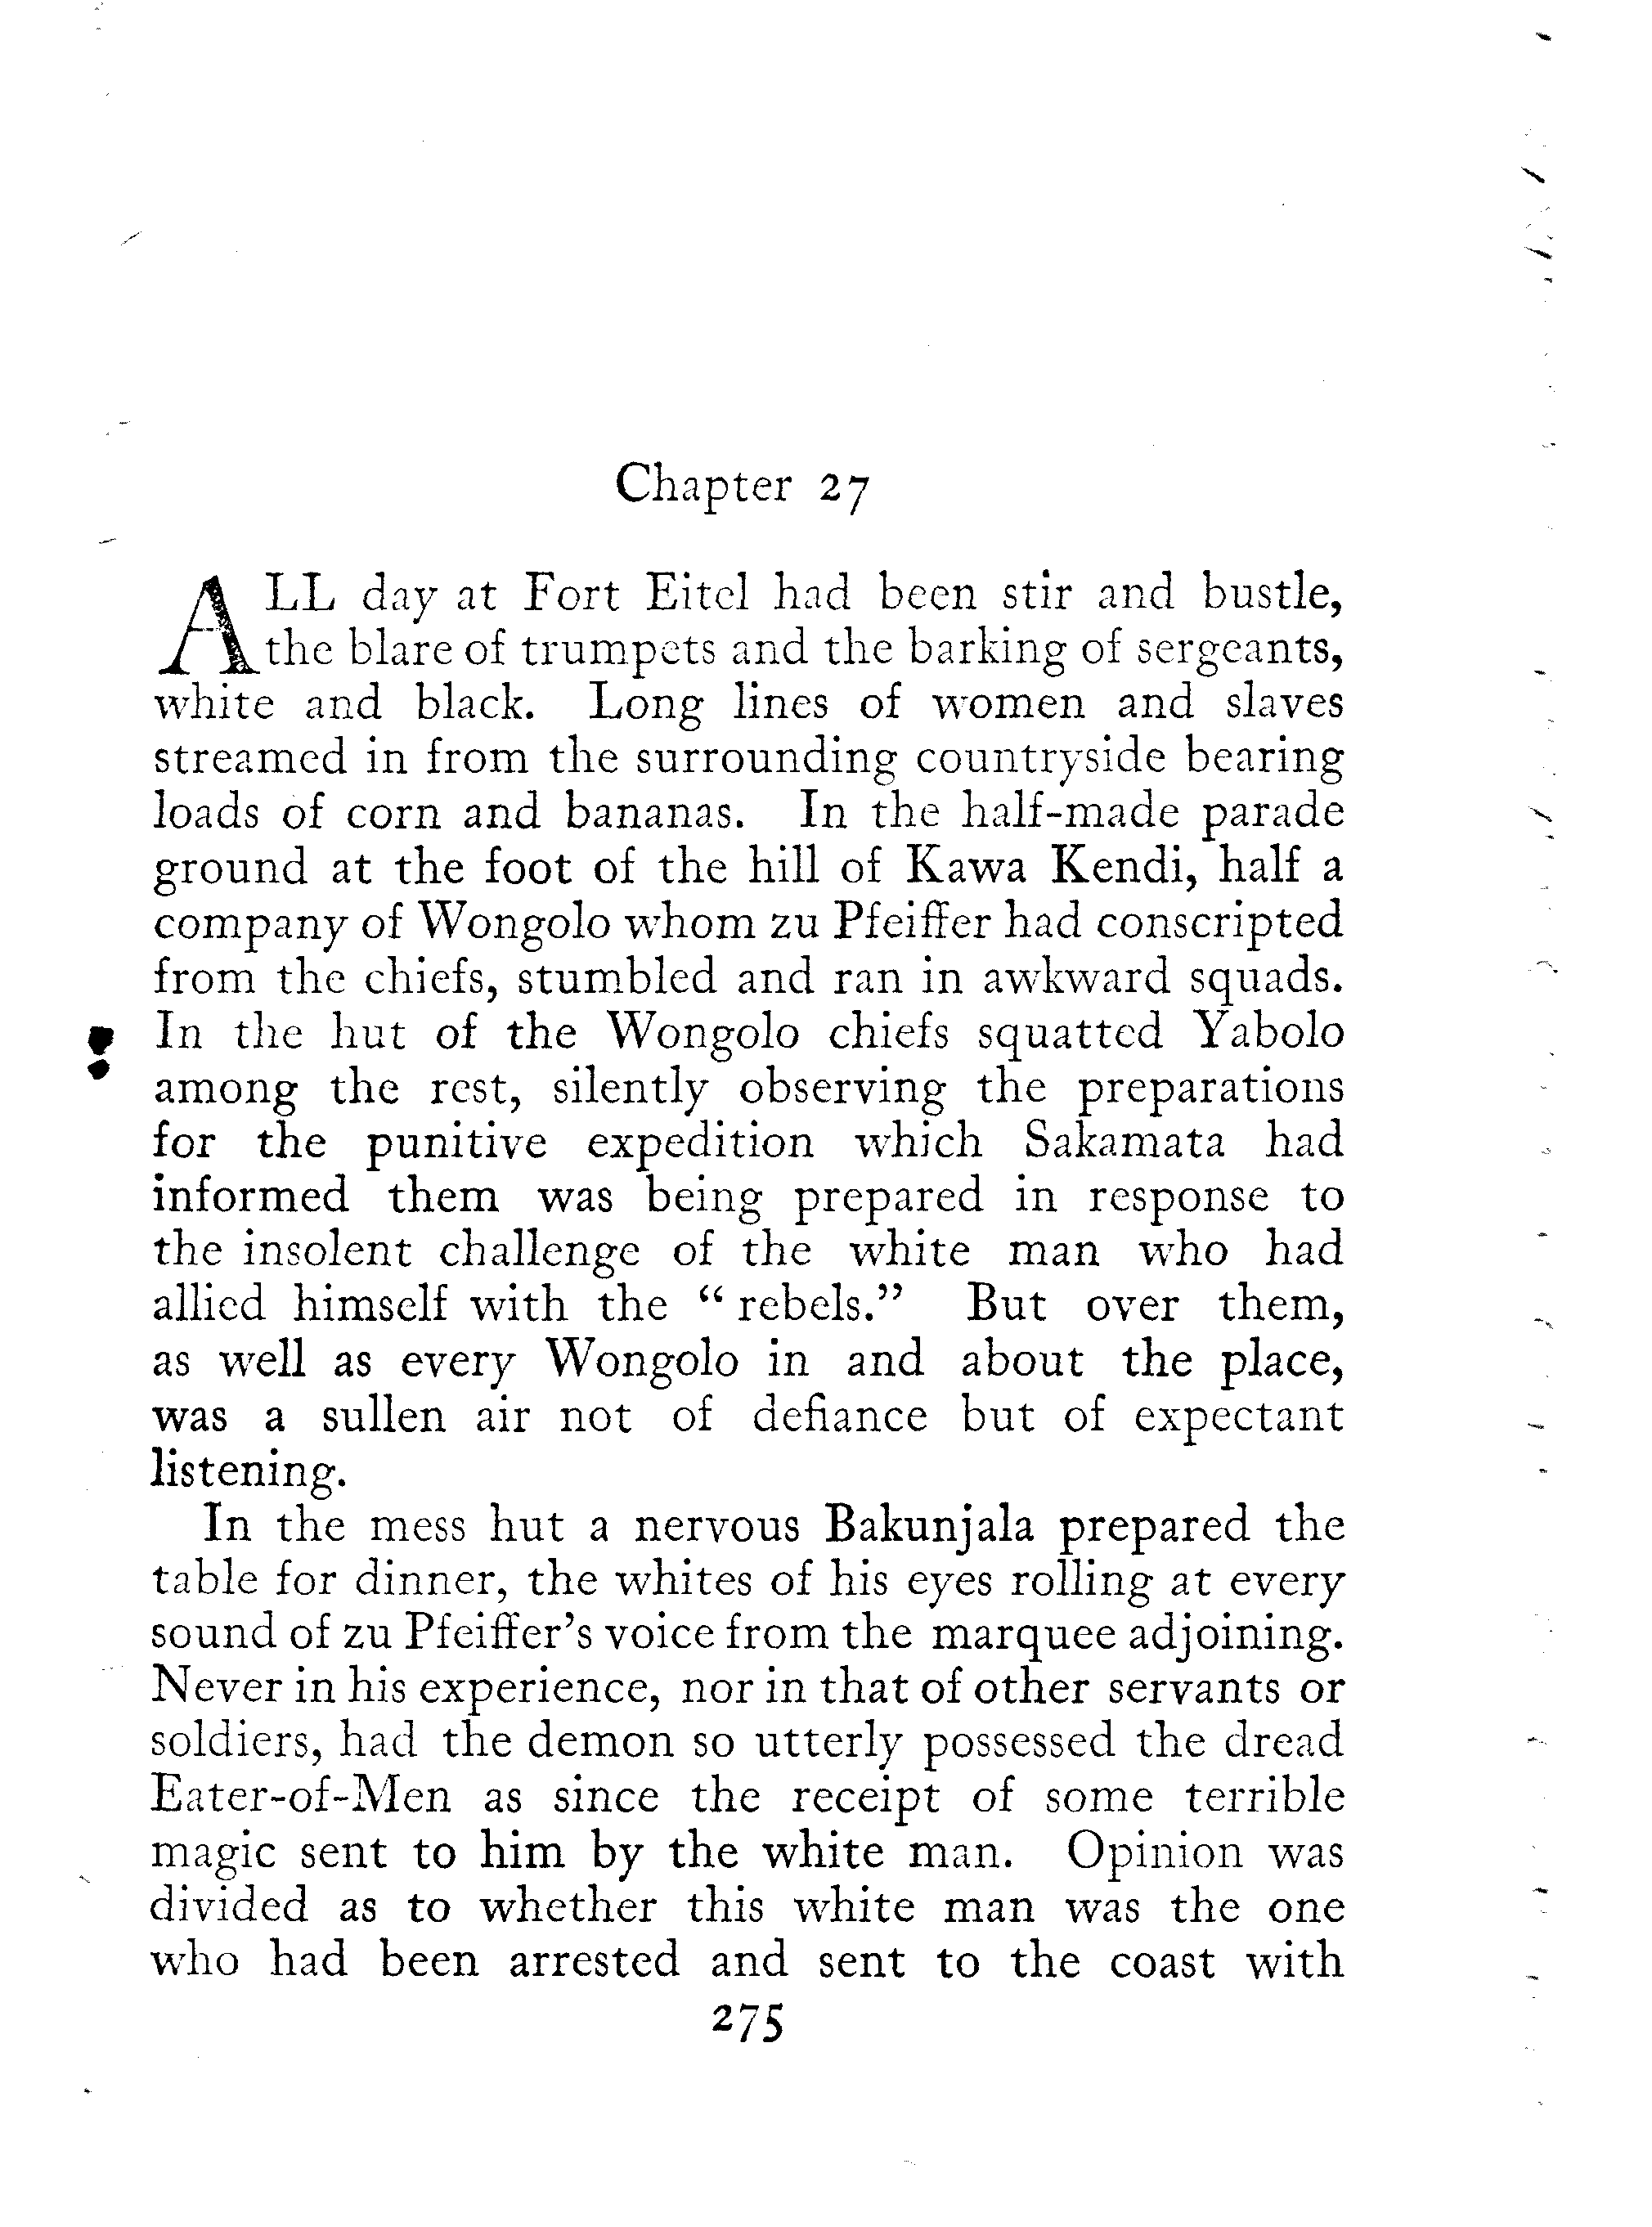 Chapter 27
ALL day at Fort Eitel had been stir and bustle,
the blare of trumpets and the barking of sergeants,
white and black. Long lines of women and slaves
streamed in from the surrounding countryside bearing
loads of corn and bananas. In the half-made parade
ground at the foot of the hill of Kawa Kendi, half a
company of Wongolo whom zu Pfeiffer had conscripted
from the chiefs, stumbled and ran in awkward squads.
In the hut of the Wongolo chiefs squatted Yabolo
among the rest, silently observing the preparations
for the punitive expedition which Sakamata had
informed them was being prepared in response to
the insolent challenge of the white man who had
allied himself with the “ rebels.” But over them,
as well as every Wongolo in and about the place,
was a sullen air not of defiance but of expectant
listening.
In the mess hut a nervous Bakunjala prepared the
table for dinner, the whites of his eyes rolling at every
sound of zu Pfeiffer’s voice from the marquee adjoining.
Never in his experience, nor in that of other servants or
soldiers, had the demon so utterly possessed the dread
Eater-of-Men as since the receipt of some terrible
magic sent to him by the white man. Opinion was
divided as to whether this white man was the one
who had been arrested and sent to the coast with
275